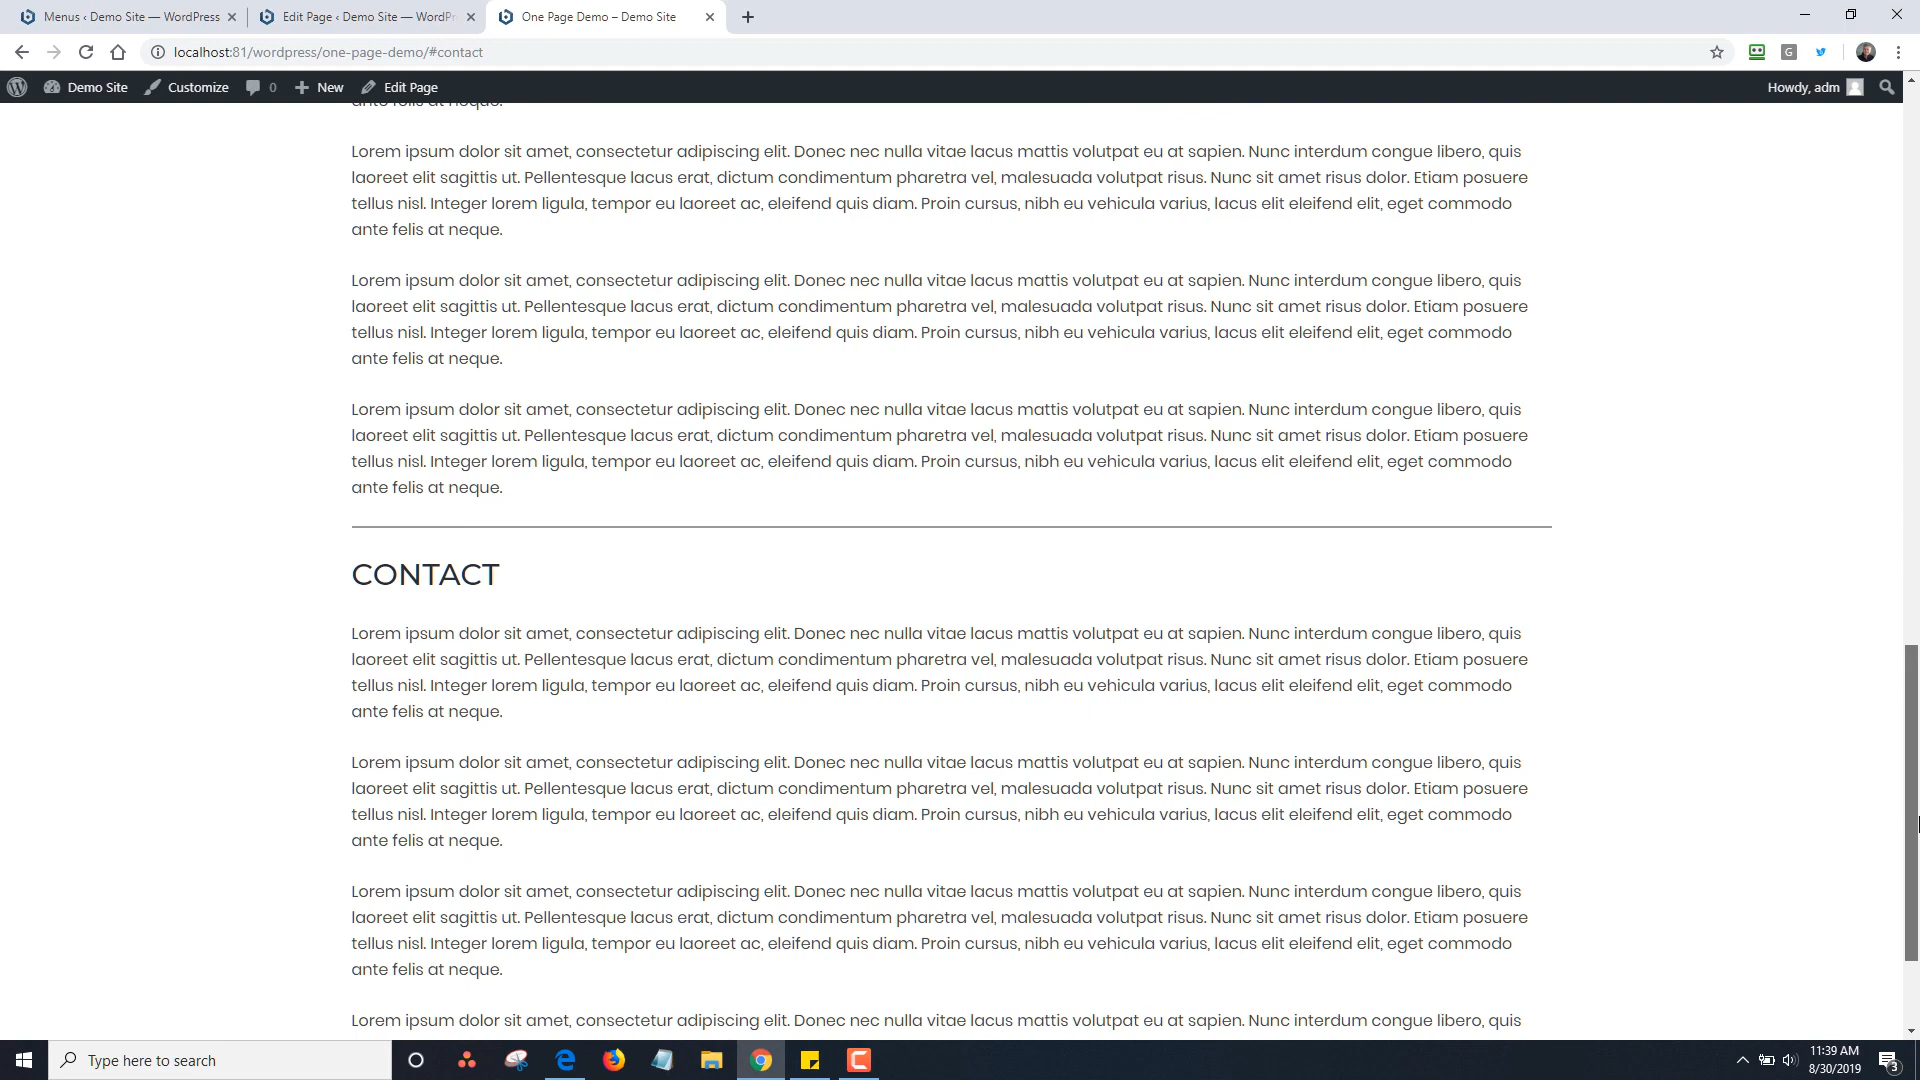 Menus ‹ Demo Site — WordPress
Edit Page ‹ Demo Site — WordPr
One Page Demo – Demo Site
localhost:81/wordpress/one-page-demo/#contact
Demo Site
Customize
0
New
Edit Page
Howdy, adm
ante felis at neque.
Lorem ipsum dolor sit amet, consectetur adipiscing elit. Donec nec nulla vitae lacus mattis volutpat eu at sapien. Nunc interdum congue libero, quis
laoreet elit sagittis ut. Pellentesque lacus erat, dictum condimentum pharetra vel, malesuada volutpat risus. Nunc sit amet risus dolor. Etiam posuere
tellus nisl. Integer lorem ligula, tempor eu laoreet ac, eleifend quis diam. Proin cursus, nibh eu vehicula varius, lacus elit eleifend elit, eget commodo
ante felis at neque.
Lorem ipsum dolor sit amet, consectetur adipiscing elit. Donec nec nulla vitae lacus mattis volutpat eu at sapien. Nunc interdum congue libero, quis
laoreet elit sagittis ut. Pellentesque lacus erat, dictum condimentum pharetra vel, malesuada volutpat risus. Nunc sit amet risus dolor. Etiam posuere
tellus nisl. Integer lorem ligula, tempor eu laoreet ac, eleifend quis diam. Proin cursus, nibh eu vehicula varius, lacus elit eleifend elit, eget commodo
ante felis at neque.
Lorem ipsum dolor sit amet, consectetur adipiscing elit. Donec nec nulla vitae lacus mattis volutpat eu at sapien. Nunc interdum congue libero, quis
laoreet elit sagittis ut. Pellentesque lacus erat, dictum condimentum pharetra vel, malesuada volutpat risus. Nunc sit amet risus dolor. Etiam posuere
tellus nisl. Integer lorem ligula, tempor eu laoreet ac, eleifend quis diam. Proin cursus, nibh eu vehicula varius, lacus elit eleifend elit, eget commodo
ante felis at neque.
CONTACT
Lorem ipsum dolor sit amet, consectetur adipiscing elit. Donec nec nulla vitae lacus mattis volutpat eu at sapien. Nunc interdum congue libero, quis
laoreet elit sagittis ut. Pellentesque lacus erat, dictum condimentum pharetra vel, malesuada volutpat risus. Nunc sit amet risus dolor. Etiam posuere
tellus nisl. Integer lorem ligula, tempor eu laoreet ac, eleifend quis diam. Proin cursus, nibh eu vehicula varius, lacus elit eleifend elit, eget commodo
ante felis at neque.
Lorem ipsum dolor sit amet, consectetur adipiscing elit. Donec nec nulla vitae lacus mattis volutpat eu at sapien. Nunc interdum congue libero, quis
laoreet elit sagittis ut. Pellentesque lacus erat, dictum condimentum pharetra vel, malesuada volutpat risus. Nunc sit amet risus dolor. Etiam posuere
tellus nisl. Integer lorem ligula, tempor eu laoreet ac, eleifend quis diam. Proin cursus, nibh eu vehicula varius, lacus elit eleifend elit, eget commodo
ante felis at neque.
Lorem ipsum dolor sit amet, consectetur adipiscing elit. Donec nec nulla vitae lacus mattis volutpat eu at sapien. Nunc interdum congue libero, quis
laoreet elit sagittis ut. Pellentesque lacus erat, dictum condimentum pharetra vel, malesuada volutpat risus. Nunc sit amet risus dolor. Etiam posuere
tellus nisl. Integer lorem ligula, tempor eu laoreet ac, eleifend quis diam. Proin cursus, nibh eu vehicula varius, lacus elit eleifend elit, eget commodo
ante felis at neque.
Lorem ipsum dolor sit amet, consectetur adipiscing elit. Donec nec nulla vitae lacus mattis volutpat eu at sapien. Nunc interdum congue libero, quis
Type here to search
11:39 AM
8/30/2019
3